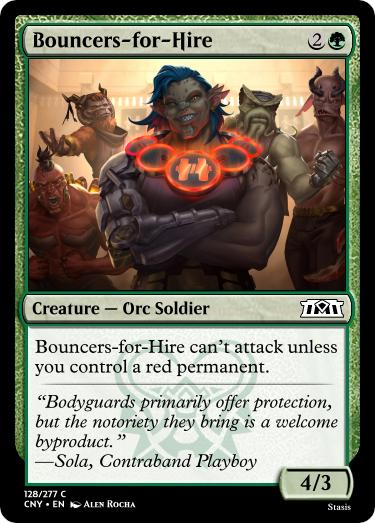 Bouncers-for-Hire 2
Creature — Orc Soldier
Bouncers-for-Hire can't attack unless
you control a red permanent.
“Bodyguards primarily offer protection,
but the notoriety they bring is a welcome
byproduct.”
—Sola, Contraband Playboy
4/3
128/277 C
CNY • EN Alen Rocha
Stasis